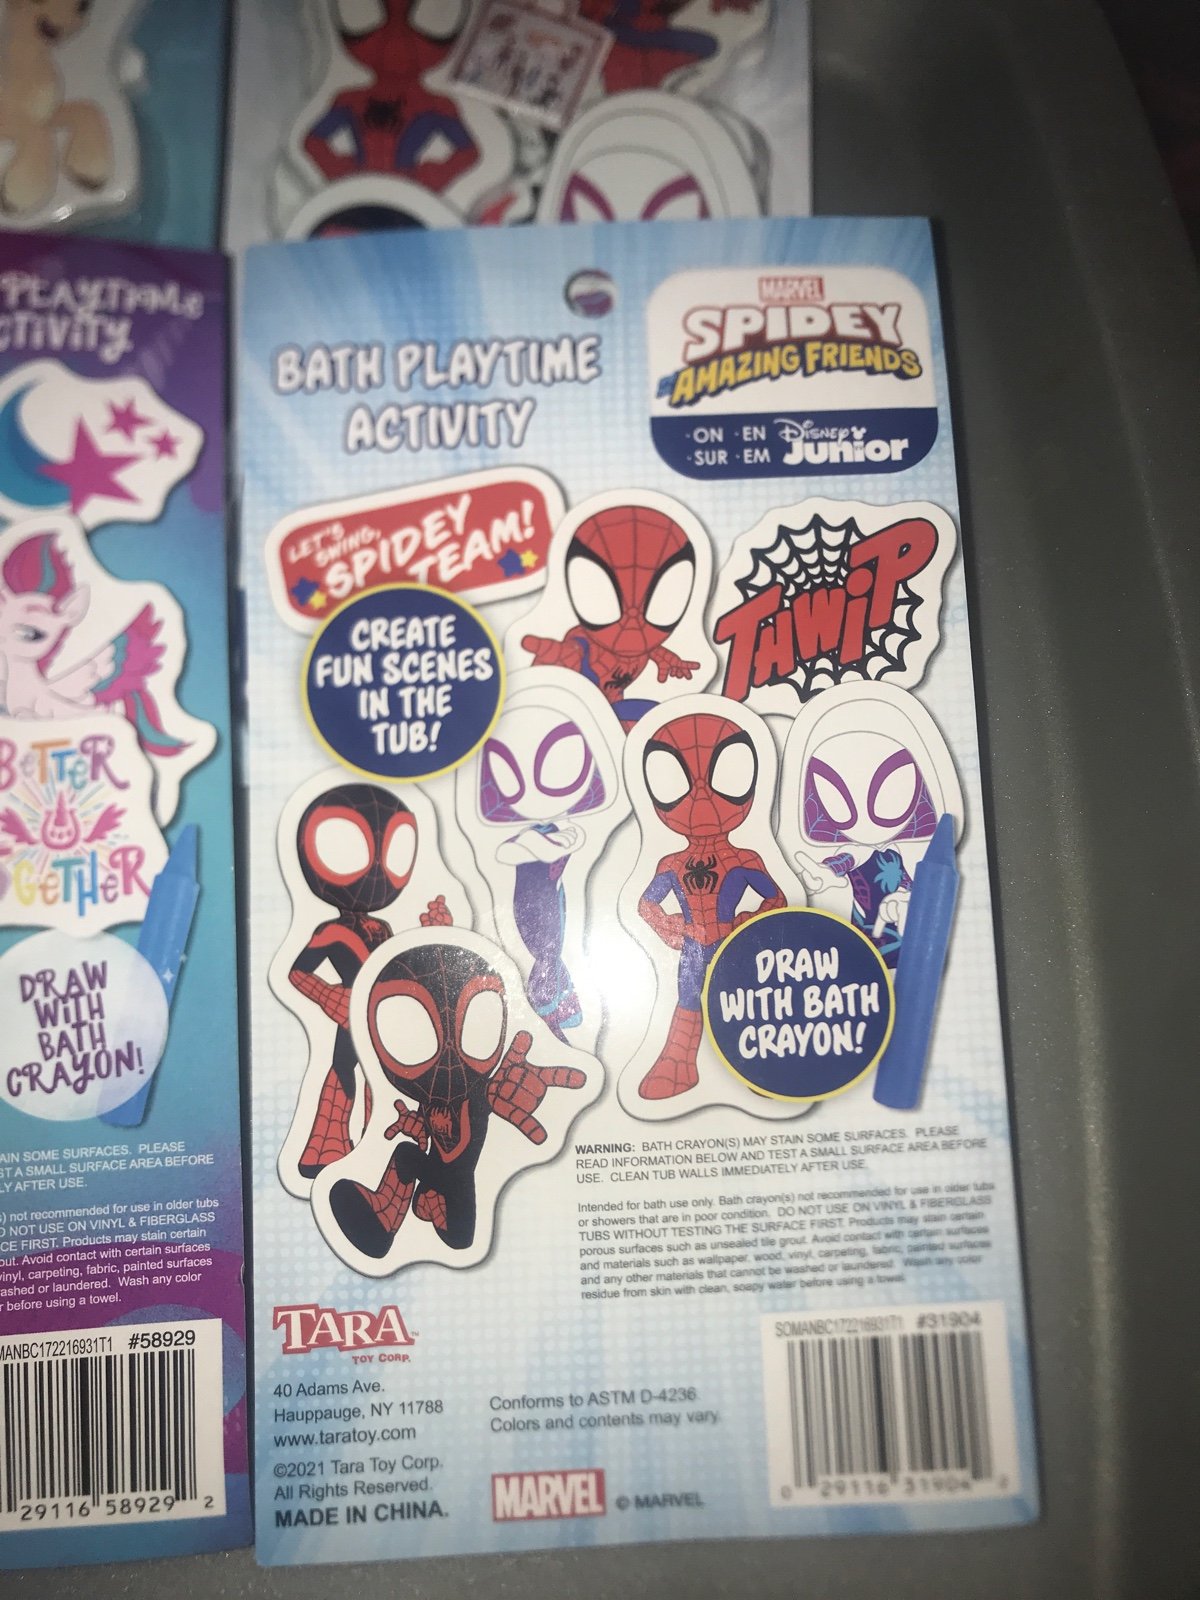 PLAYTIME
ACTIVITY
BETTER
TOGETHER
DRAW
WITH
BATH
CRAYON!
AIN SOME SURFACES. PLEASE
ST A SMALL SURFACE AREA BEFORE
LY AFTER USE.
s) not recommended for use in older tubs
O NOT USE ON VINYL & FIBERGLASS
CE FIRST. Products may stain certain
out. Avoid contact with certain surfaces
vinyl, carpeting, fabric, painted surfaces
washed or laundered. Wash any color
r before using a towel.
MANBC172216931T1 #58929
29116 58929 2
BATH PLAYTIME
ACTIVITY
MARVEL
SPIDEY
AMAZING FRIENDS
·ON ·EN
·SUR ·EM
Disney
Junior
LET'S
SWING,
SPIDEY
TEAM!
THWIP
CREATE
FUN SCENES
IN THE
TUB!
DRAW
WITH BATH
CRAYON!
WARNING: BATH CRAYON(S) MAY STAIN SOME SURFACES. PLEASE
READ INFORMATION BELOW AND TEST A SMALL SURFACE AREA BEFORE
USE. CLEAN TUB WALLS IMMEDIATELY AFTER USE.
Intended for bath use only. Bath crayon(s) not recommended for use in older tubs
or showers that are in poor condition. DO NOT USE ON VINYL & FIBERGLASS
TUBS WITHOUT TESTING THE SURFACE FIRST. Products may stain certain
porous surfaces such as unsealed tile grout. Avoid contact with certain surfaces
and materials such as wallpaper, wood, vinyl, carpeting, fabric, painted surfaces
and any other materials that cannot be washed or laundered. Wash any color
residue from skin with clean, soapy water before using a towel.
TARA™
TOY CORP.
40 Adams Ave.
Hauppauge, NY 11788
www.taratoy.com
©2021 Tara Toy Corp.
All Rights Reserved.
MADE IN CHINA.
Conforms to ASTM D-4236.
Colors and contents may vary.
MARVEL © MARVEL
SOMANBC172216931T1 #31904
0 29116 31904